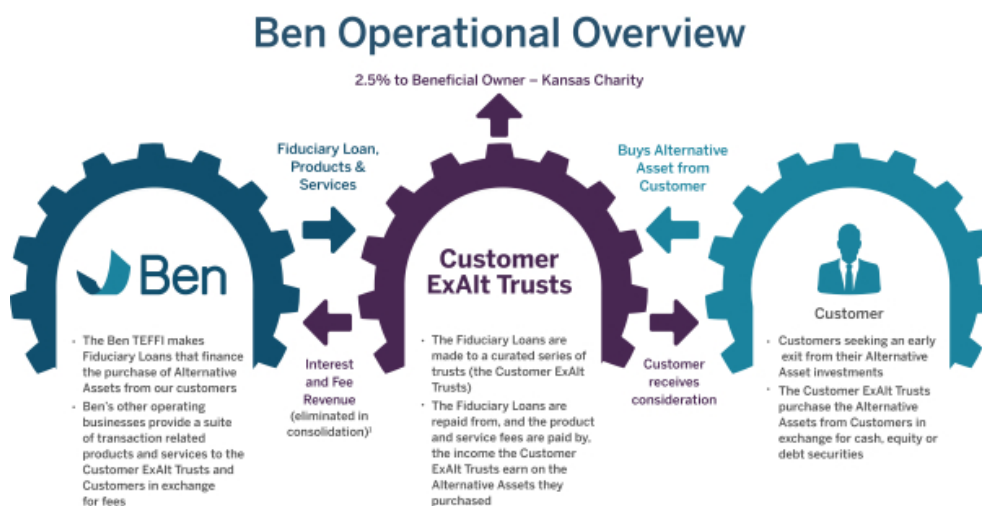 Ben Operational Overview
2.5% to Beneficial Owner – Kansas Charity
Fiduciary Loan,
Products &
Services
Buys Alternative
Asset from
Customer
Ben
Customer
ExAlt Trusts
Customer
• The Ben TEFFI makes
Fiduciary Loans that finance
the purchase of Alternative
Assets from our customers
• Ben's other operating
businesses provide a suite
of transaction related
products and services to the
Customer ExAlt Trusts and
Customers in exchange
for fees
Interest
and Fee
Revenue
(eliminated in
consolidation)¹
• The Fiduciary Loans are
made to a curated series of
trusts (the Customer ExAlt
Trusts)
• The Fiduciary Loans are
repaid from, and the product
and service fees are paid by,
the income the Customer
ExAlt Trusts earn on the
Alternative Assets they
purchased
Customer
receives
consideration
• Customers seeking an early
exit from their Alternative
Asset investments
• The Customer ExAlt Trusts
purchase the Alternative
Assets from Customers in
exchange for cash, equity or
debt securities